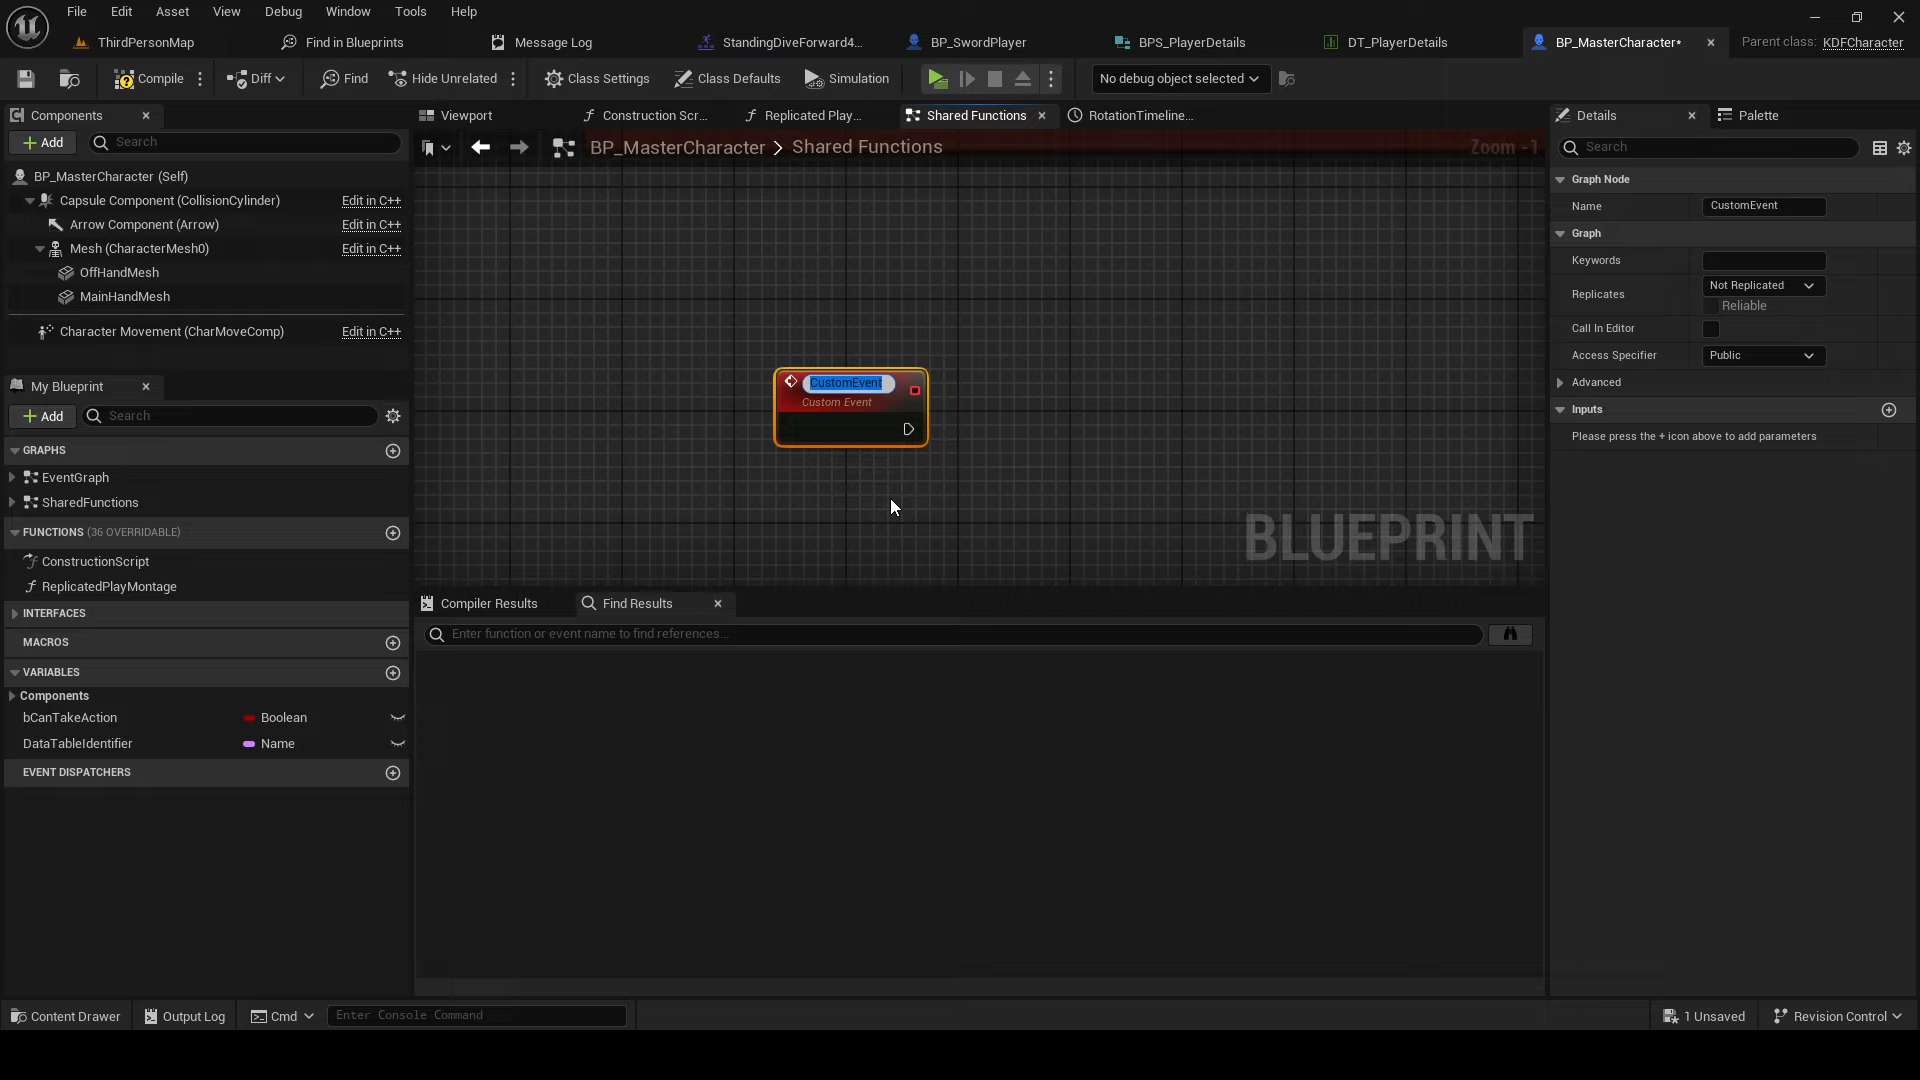 File Edit Asset View Debug Window Tools Help
ThirdPersonMap Find in Blueprints Message Log StandingDiveForward4... BP_SwordPlayer BPS_PlayerDetails DT_PlayerDetails BP_MasterCharacter* Parent class: KDFCharacter
Compile Diff Find Hide Unrelated Class Settings Class Defaults Simulation No debug object selected
Components
Add Search
BP_MasterCharacter (Self)
Capsule Component (CollisionCylinder) Edit in C++
Arrow Component (Arrow) Edit in C++
Mesh (CharacterMesh0) Edit in C++
OffHandMesh
MainHandMesh
Character Movement (CharMoveComp) Edit in C++
My Blueprint
Add Search
GRAPHS
EventGraph
SharedFunctions
FUNCTIONS (36 OVERRIDABLE)
ConstructionScript
ReplicatedPlayMontage
INTERFACES
MACROS
VARIABLES
Components
bCanTakeAction Boolean
DataTableIdentifier Name
EVENT DISPATCHERS
Viewport Construction Scr... Replicated Play... Shared Functions RotationTimeline...
BP_MasterCharacter > Shared Functions Zoom -1
CustomEvent
Custom Event
BLUEPRINT
Compiler Results Find Results
Enter function or event name to find references...
Details Palette
Search
Graph Node
Name CustomEvent
Graph
Keywords
Replicates Not Replicated
Reliable
Call In Editor
Access Specifier Public
Advanced
Inputs
Please press the + icon above to add parameters
Content Drawer Output Log Cmd Enter Console Command 1 Unsaved Revision Control